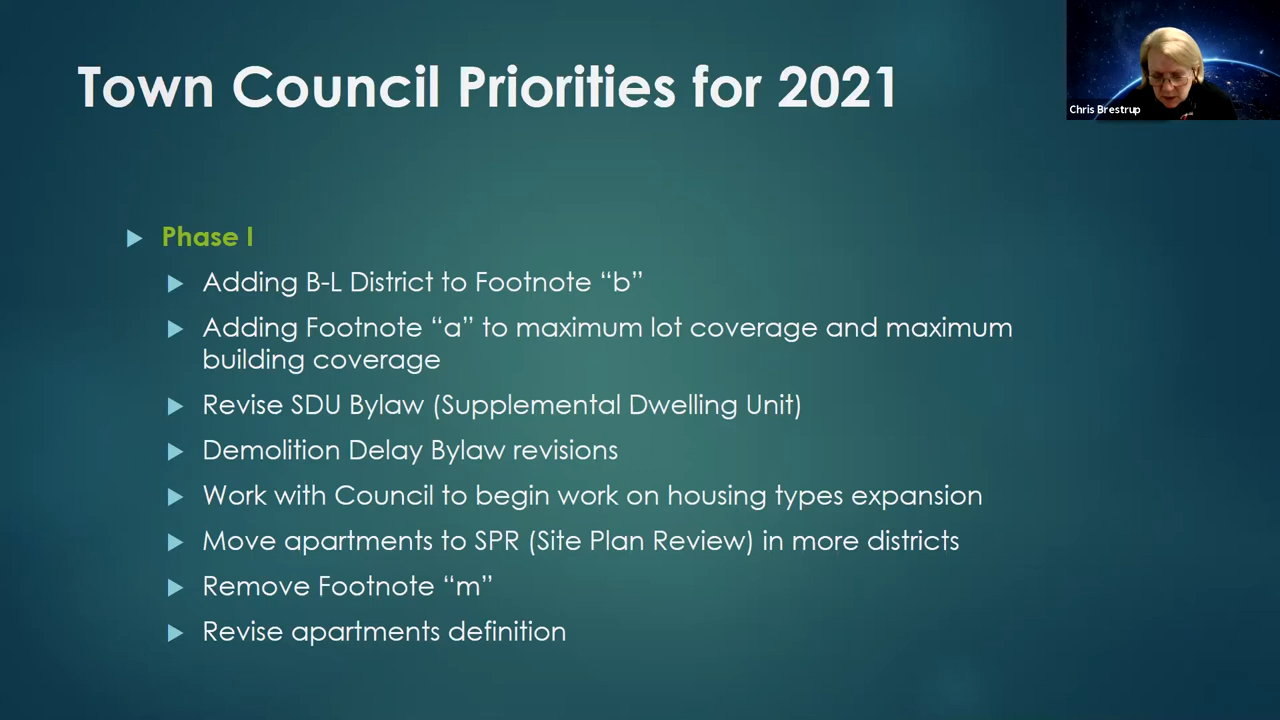 Town Council Priorities for 2021
Chris Brestrup
Phase I
Adding B-L District to Footnote “b”
Adding Footnote “a” to maximum lot coverage and maximum
building coverage
Revise SDU Bylaw (Supplemental Dwelling Unit)
Demolition Delay Bylaw revisions
Work with Council to begin work on housing types expansion
Move apartments to SPR (Site Plan Review) in more districts
Remove Footnote “m”
Revise apartments definition